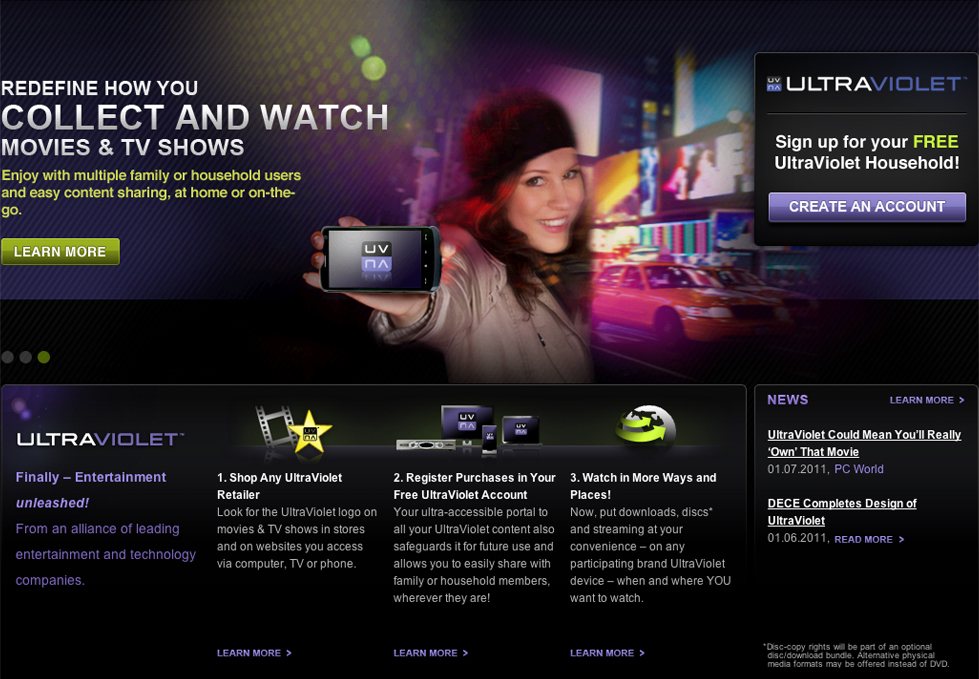 REDEFINE HOW YOU
COLLECT AND WATCH
MOVIES & TV SHOWS
Enjoy with multiple family or household users
and easy content sharing, at home or on-the-
go.
LEARN MORE
UV
ULTRAVIOLET™
Sign up for your FREE
UltraViolet Household!
CREATE AN ACCOUNT
ULTRAVIOLET™
Finally – Entertainment
unleashed!
From an alliance of leading
entertainment and technology
companies.
1. Shop Any UltraViolet
Retailer
Look for the UltraViolet logo on
movies & TV shows in stores
and on websites you access
via computer, TV or phone.
LEARN MORE >
2. Register Purchases in Your
Free UltraViolet Account
Your ultra-accessible portal to
all your UltraViolet content also
safeguards it for future use and
allows you to easily share with
family or household members,
wherever they are!
LEARN MORE >
3. Watch in More Ways and
Places!
Now, put downloads, discs*
and streaming at your
convenience – on any
participating brand UltraViolet
device – when and where YOU
want to watch.
LEARN MORE >
NEWS
LEARN MORE >
UltraViolet Could Mean You'll Really
‘Own’ That Movie
01.07.2011, PC World
DECE Completes Design of
UltraViolet
01.06.2011, READ MORE >
*Disc-copy rights will be part of an optional
disc/download bundle. Alternative physical
media formats may be offered instead of DVD.